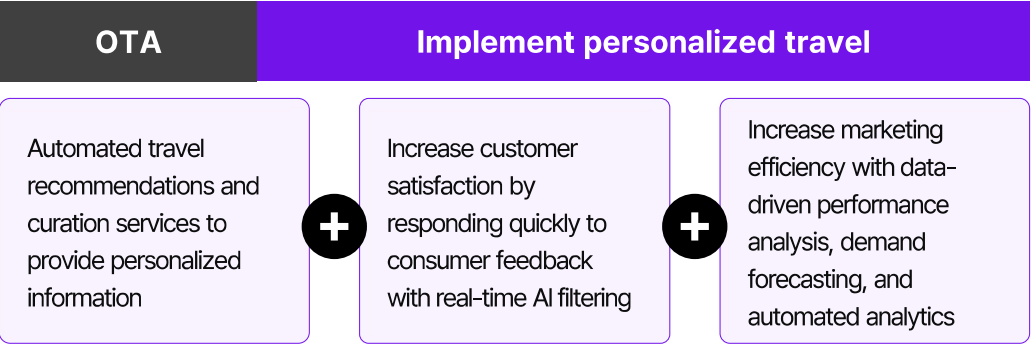 OTA
Implement personalized travel
Automated travel
recommendations and
curation services to
provide personalized
information
Increase customer
satisfaction by
responding quickly to
consumer feedback
with real-time AI filtering
Increase marketing
efficiency with data-
driven performance
analysis, demand
forecasting, and
automated analytics